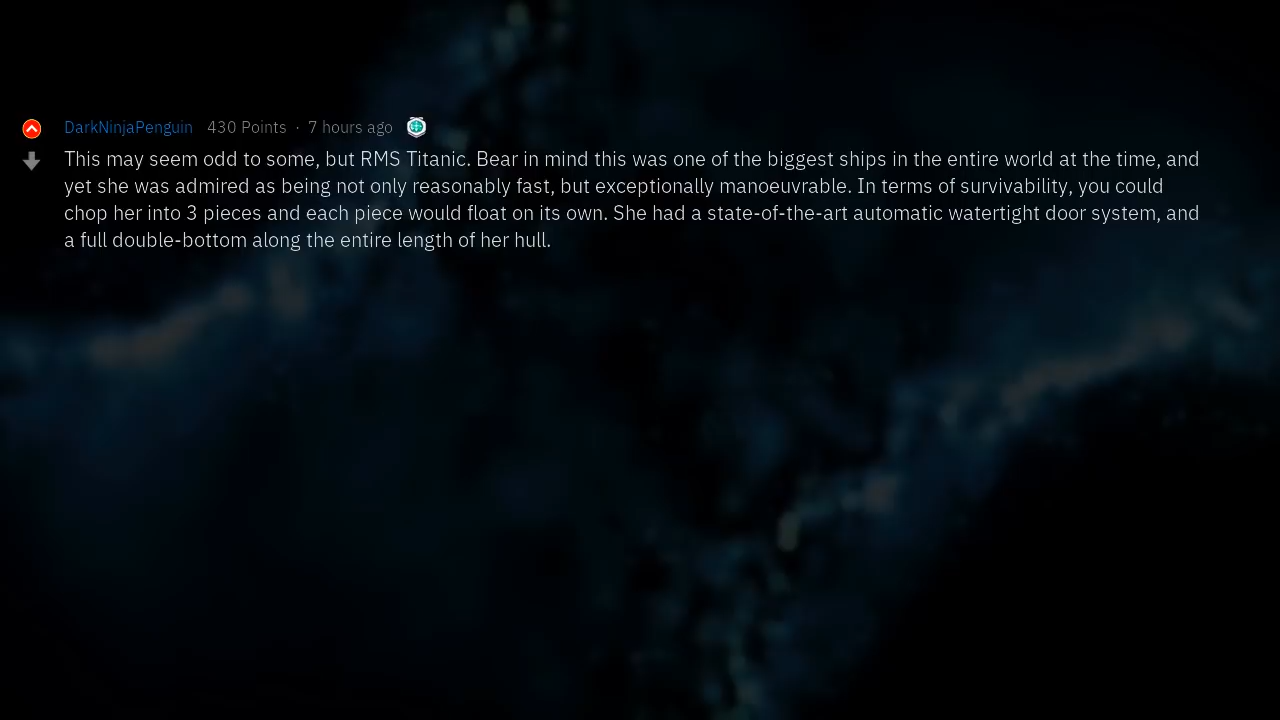 DarkNinjaPenguin 430 Points · 7 hours ago
This may seem odd to some, but RMS Titanic. Bear in mind this was one of the biggest ships in the entire world at the time, and
yet she was admired as being not only reasonably fast, but exceptionally manoeuvrable. In terms of survivability, you could
chop her into 3 pieces and each piece would float on its own. She had a state-of-the-art automatic watertight door system, and
a full double-bottom along the entire length of her hull.